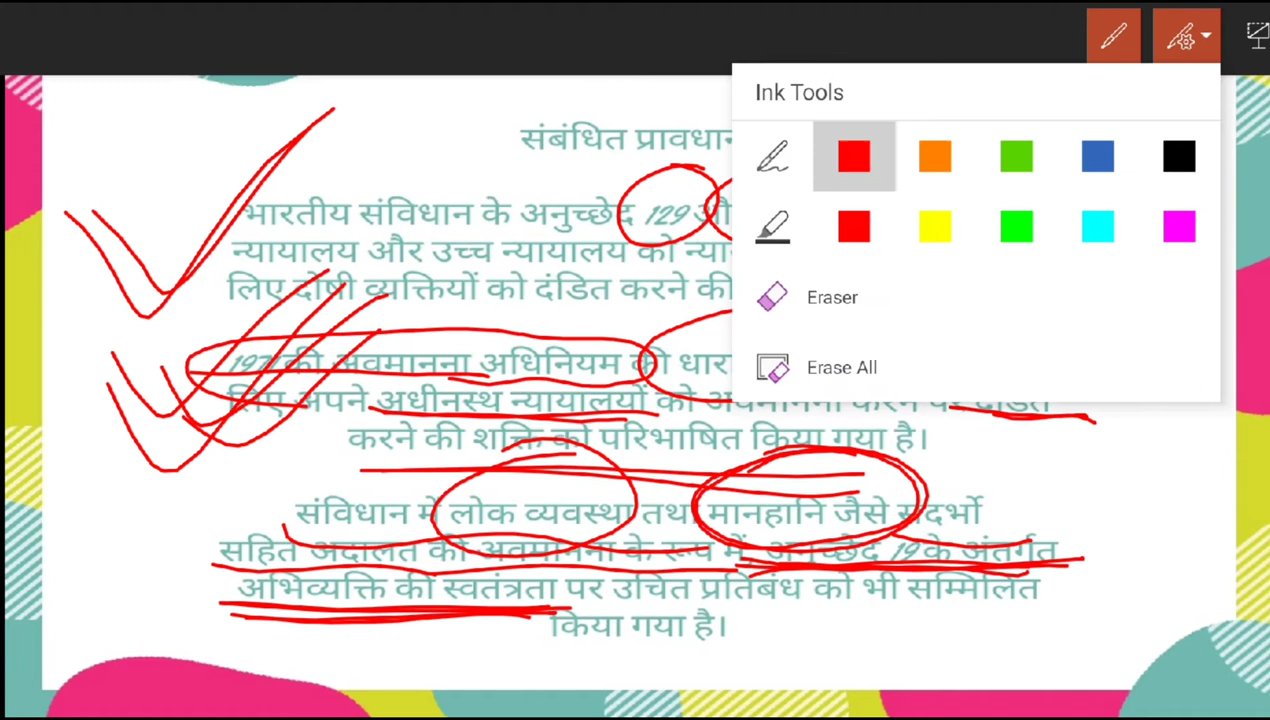 Ink Tools
Eraser
Erase All
संबंधित
भारतीय संविधान के अनुच्छेद 129 औ
न्यायालय और उच्च न्यायालय को
लिए दोषी व्यक्तियों को दंडित करने की
की अवमानना अधिनियम की
लिए अपने अधीनस्थ न्यायालयों को अवमानना करने पर दंडित
करने की शक्ति को परिभाषित किया गया है।
संविधान में लोक व्यवस्था तथा मानहानि जैसे संदर्भो
सहित अदालत की अवमानना के रूप में, अनुच्छेद 19 के अंतर्गत
अभिव्यक्ति की स्वतंत्रता पर उचित प्रतिबंध को भी सम्मिलित
किया गया है।